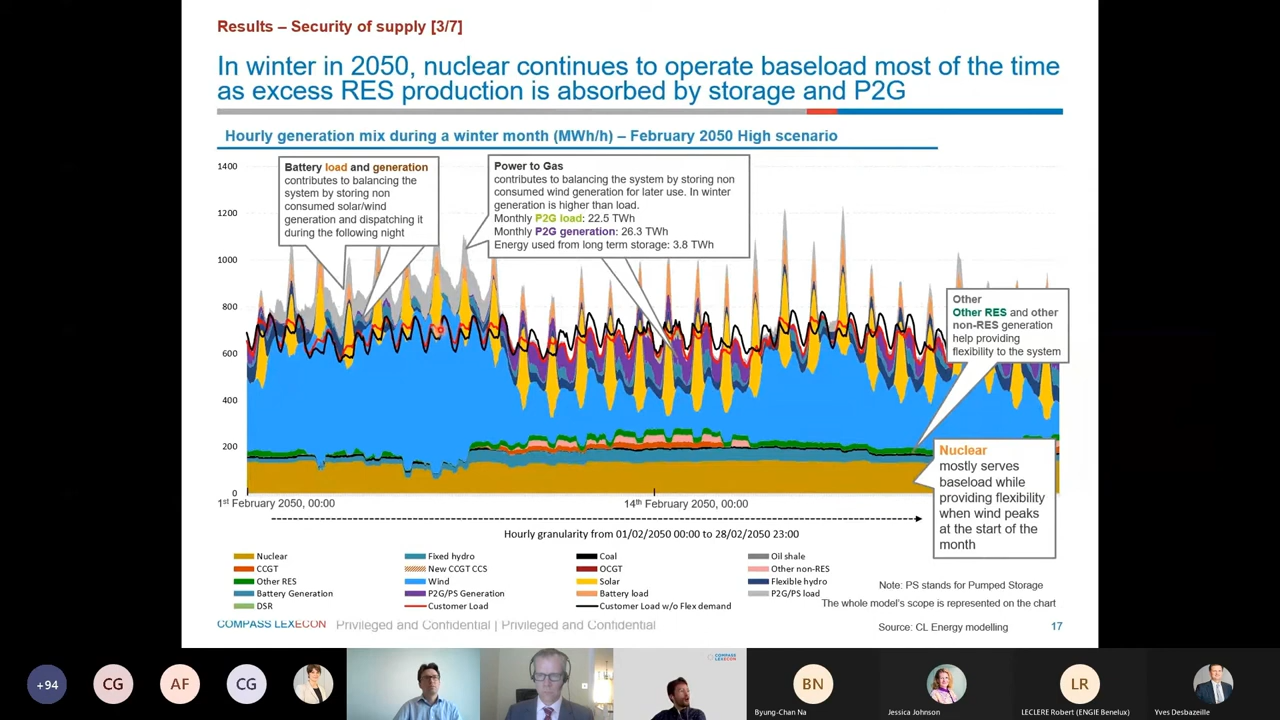 Results – Security of supply [3/7]
In winter in 2050, nuclear continues to operate baseload most of the time
as excess RES production is absorbed by storage and P2G
Hourly generation mix during a winter month (MWh/h) – February 2050 High scenario
1400
1200
1000
800
600
400
200
0
Battery load and generation
contributes to balancing the
system by storing non
consumed solar/wind
generation and dispatching it
during the following night
Power to Gas
contributes to balancing the system by storing non
consumed wind generation for later use. In winter
generation is higher than load.
Monthly P2G load: 22.5 TWh
Monthly P2G generation: 26.3 TWh
Energy used from long term storage: 3.8 TWh
Other
Other RES and other
non-RES generation
help providing
flexibility to the system
Nuclear
mostly serves
baseload while
providing flexibility
when wind peaks
at the start of the
month
1st February 2050, 00:00
14th February 2050, 00:00
Hourly granularity from 01/02/2050 00:00 to 28/02/2050 23:00
Nuclear Fixed hydro Coal Oil shale
CCGT New CCGT CCS OCGT Other non-RES
Other RES Wind Solar Flexible hydro
Battery Generation P2G/PS Generation Battery load P2G/PS load
DSR Customer Load Customer Load w/o Flex demand
Note: PS stands for Pumped Storage
The whole model's scope is represented on the chart
COMPASS LEXECON Privileged and Confidential | Privileged and Confidential
Source: CL Energy modelling 17
COMPASS
LEXECON
+94 CG AF CG BN LR
Byung-Chan Na Jessica Johnson LECLERE Robert (ENGIE Benelux) Yves Desbazeille